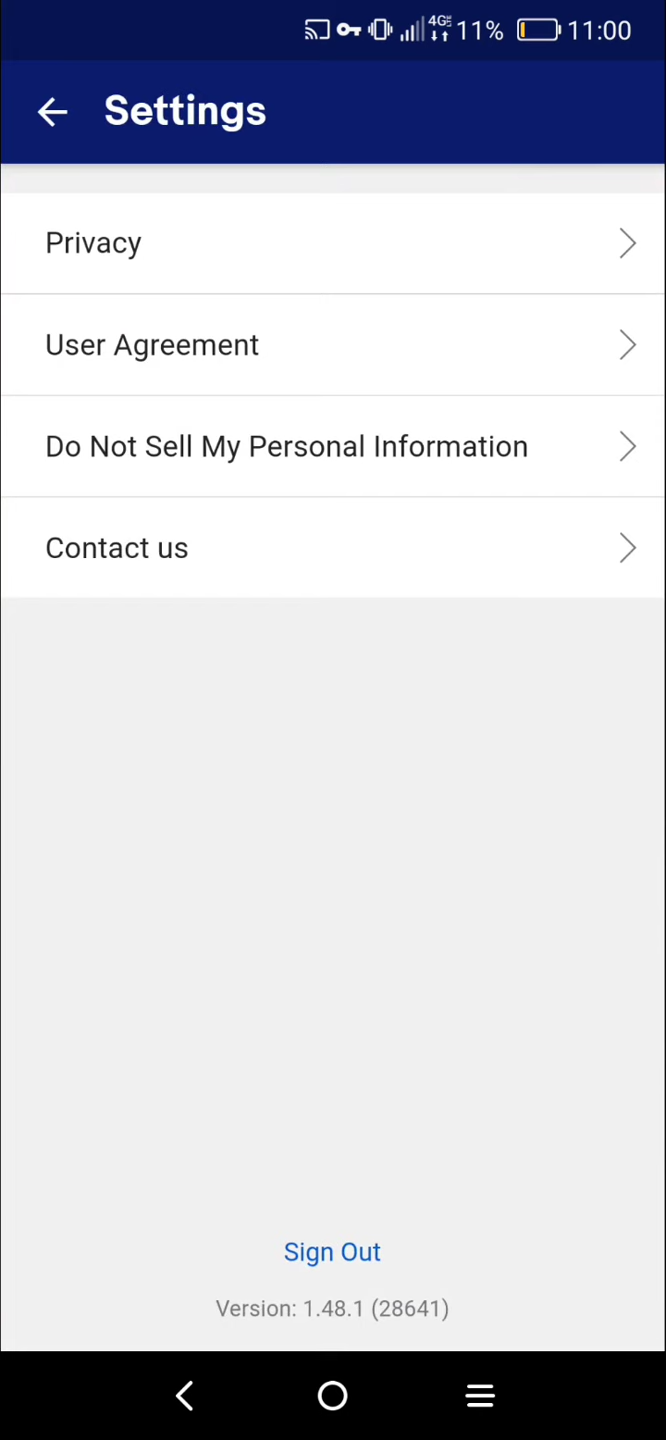 4G 11% 11:00
Settings
Privacy
User Agreement
Do Not Sell My Personal Information
Contact us
Sign Out
Version: 1.48.1 (28641)